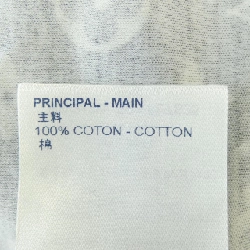 PRINCIPAL - MAIN
主料
100% COTON - COTTON
棉